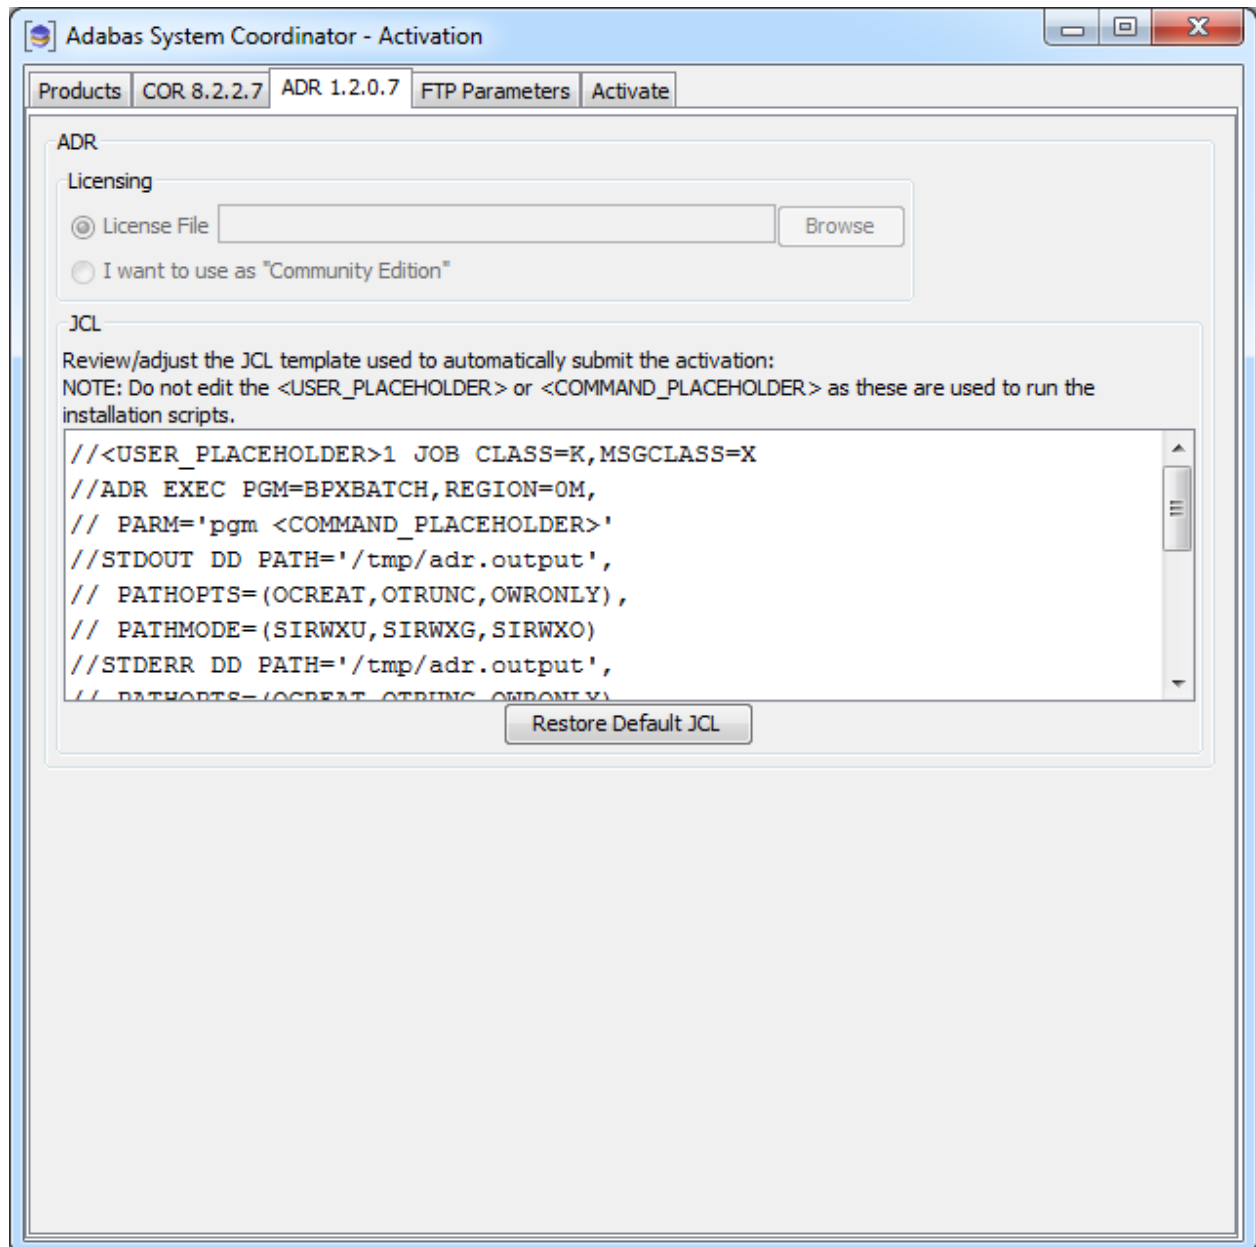 Adabas System Coordinator - Activation
Products COR 8.2.2.7 ADR 1.2.0.7 FTP Parameters Activate
ADR
Licensing
License File Browse
I want to use as "Community Edition"
JCL
Review/adjust the JCL template used to automatically submit the activation:
NOTE: Do not edit the <USER_PLACEHOLDER> or <COMMAND_PLACEHOLDER> as these are used to run the
installation scripts.
//<USER_PLACEHOLDER>1 JOB CLASS=K,MSGCLASS=X
//ADR EXEC PGM=BPXBATCH,REGION=0M,
// PARM='pgm <COMMAND_PLACEHOLDER>'
//STDOUT DD PATH='/tmp/adr.output',
// PATHOPTS=(OCREAT,OTRUNC,OWRONLY),
// PATHMODE=(SIRWXU,SIRWXG,SIRWXO)
//STDERR DD PATH='/tmp/adr.output',
// PATHOPTS=(OCREAT,OTRUNC,OWRONLY)
Restore Default JCL